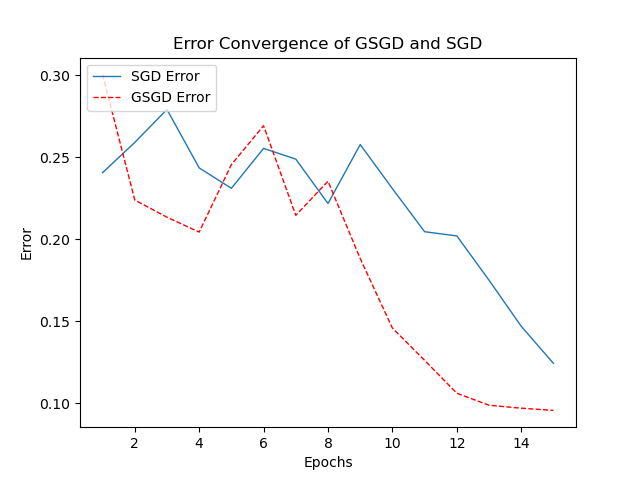 Error Convergence of GSGD and SGD
SGD Error
GSGD Error
0.30
0.25
0.20
0.15
0.10
Error
2 4 6 8 10 12 14
Epochs